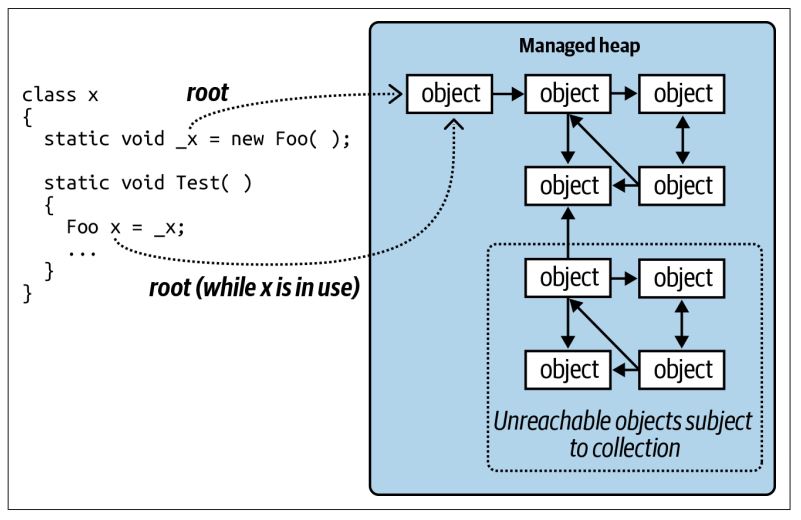 class x
{
static void _x = new Foo( );
static void Test( )
{
Foo x = _x;
...
}
}
root
root (while x is in use)
Managed heap
object
object
object
object
object
object
object
object
object
Unreachable objects subject
to collection